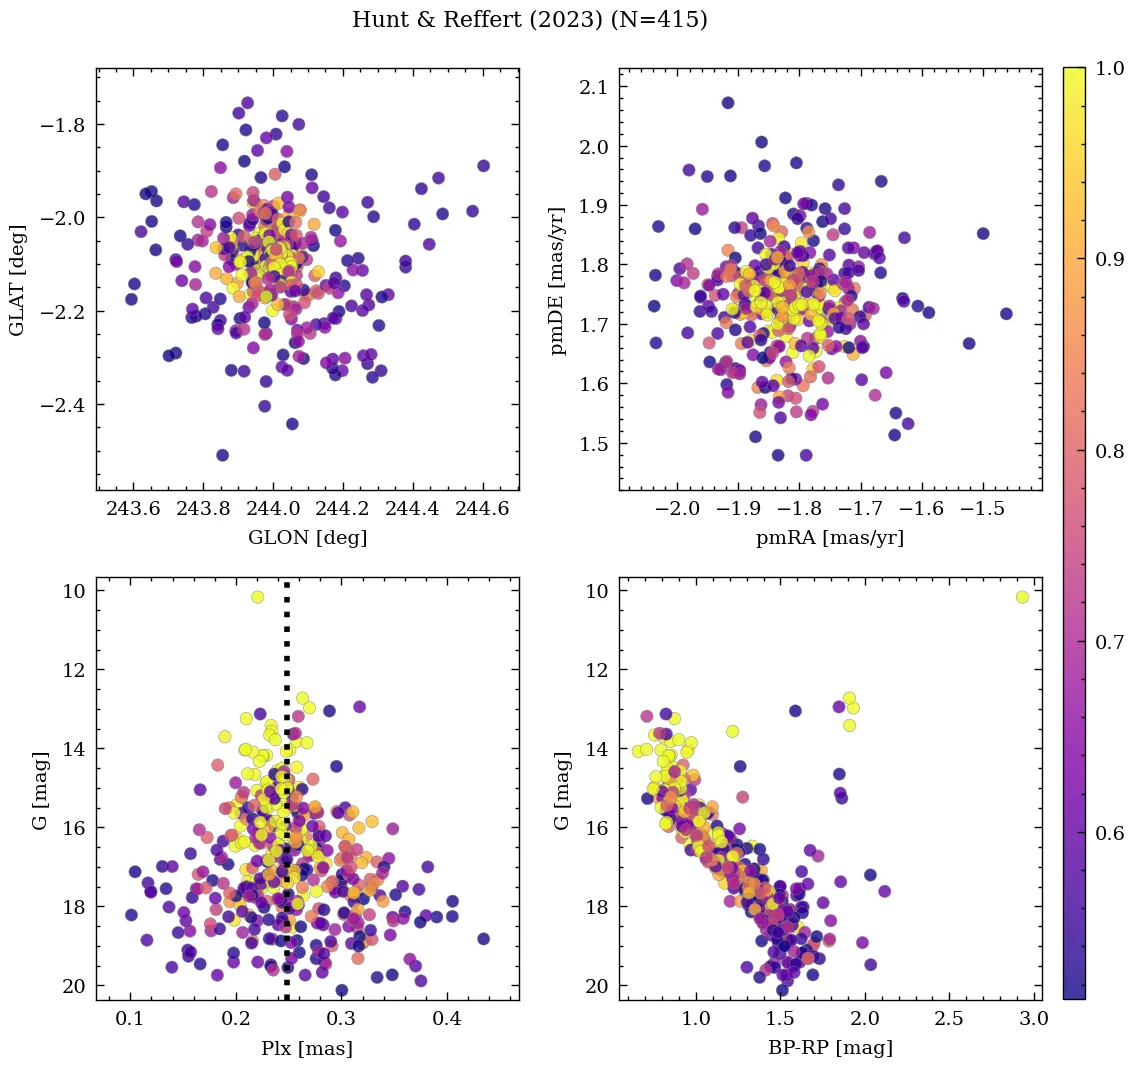 Hunt & Reffert (2023) (N=415)
−1.8
−2.0
−2.2
−2.4
GLAT [deg]
243.6 243.8 244.0 244.2 244.4 244.6
GLON [deg]
2.1
2.0
1.9
1.8
1.7
1.6
1.5
pmDE [mas/yr]
−2.0 −1.9 −1.8 −1.7 −1.6 −1.5
pmRA [mas/yr]
10
12
14
16
18
20
G [mag]
0.1 0.2 0.3 0.4
Plx [mas]
10
12
14
16
18
20
G [mag]
1.0 1.5 2.0 2.5 3.0
BP-RP [mag]
1.0
0.9
0.8
0.7
0.6